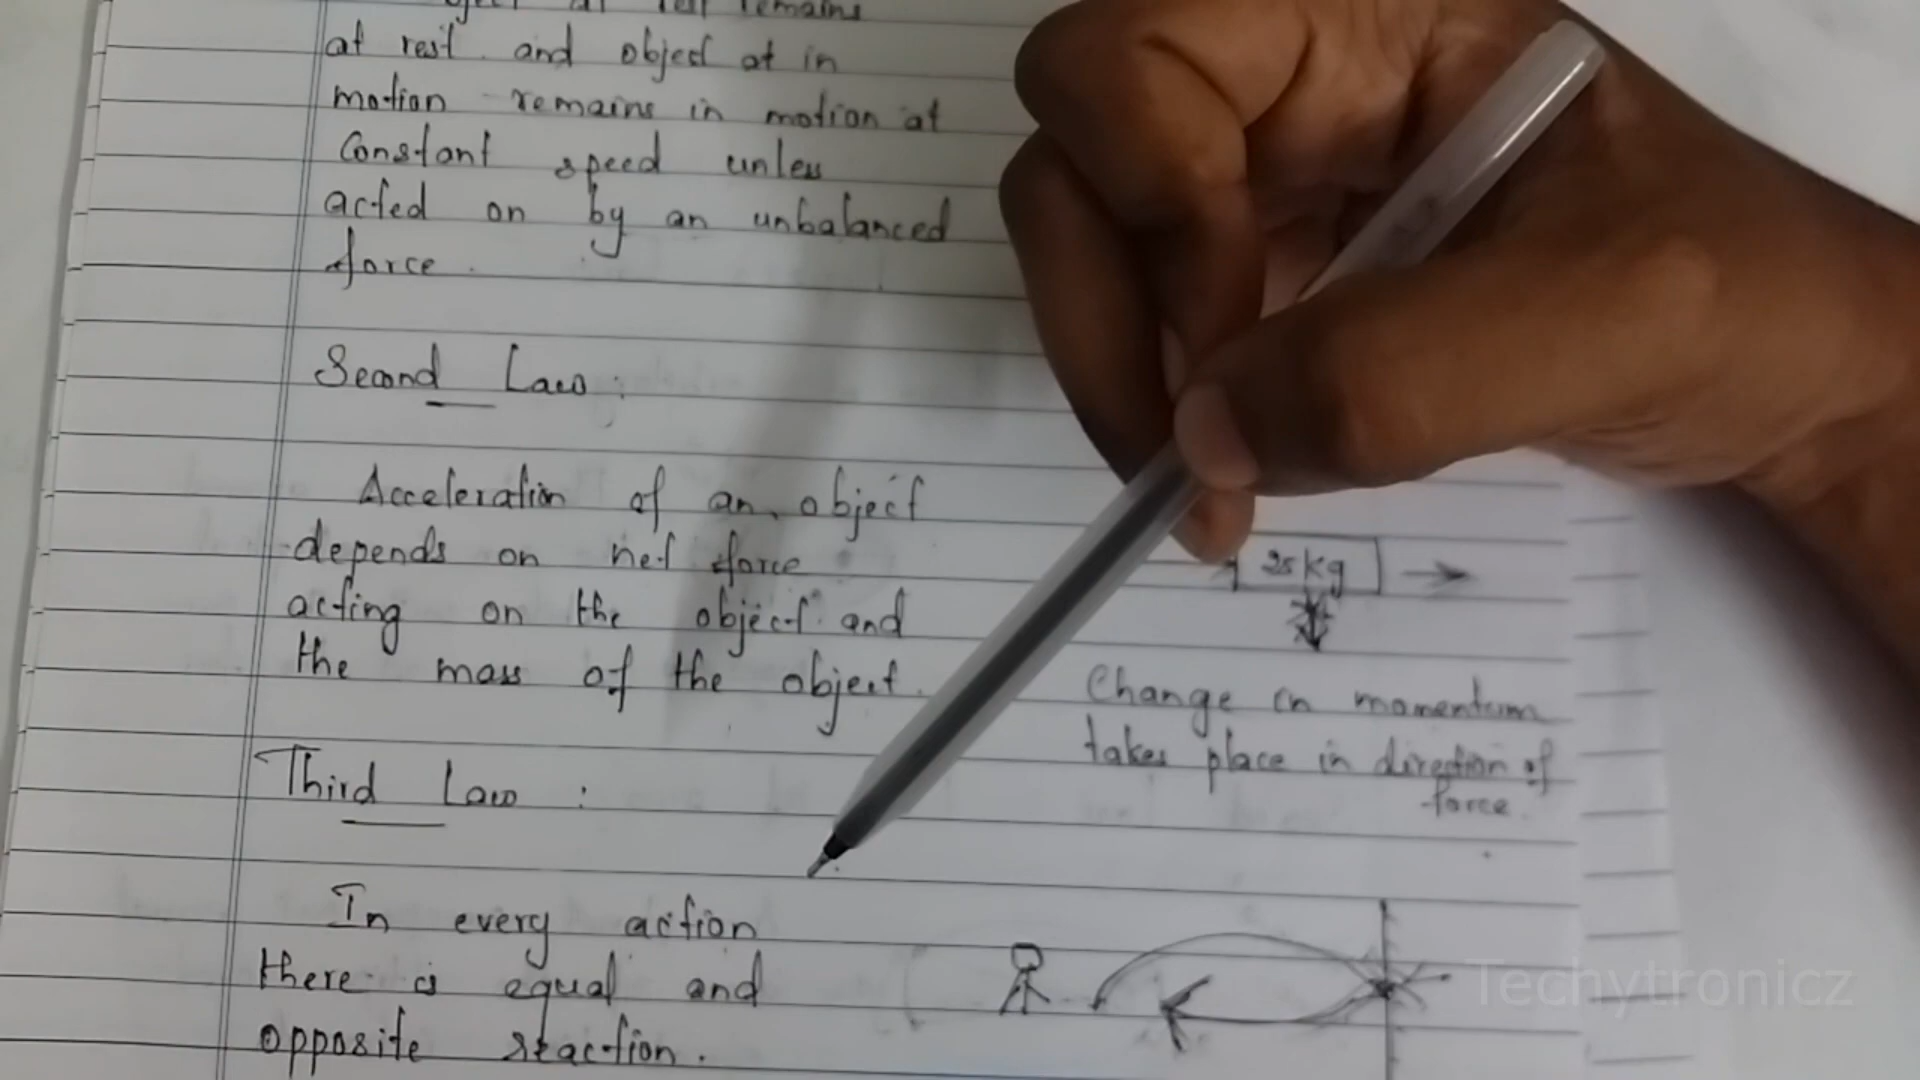 at rest and object at in
motion remains in motion at
Constant speed unless
acted on by an unbalanced
force.
Second Law:
Acceleration of an object
depends on net force
acting on the object and
the mass of the object.
Third Law:
In every action
there is equal and
opposite reaction.
25kg
Change in momentum
takes place in direction of
force.
Techytronicz